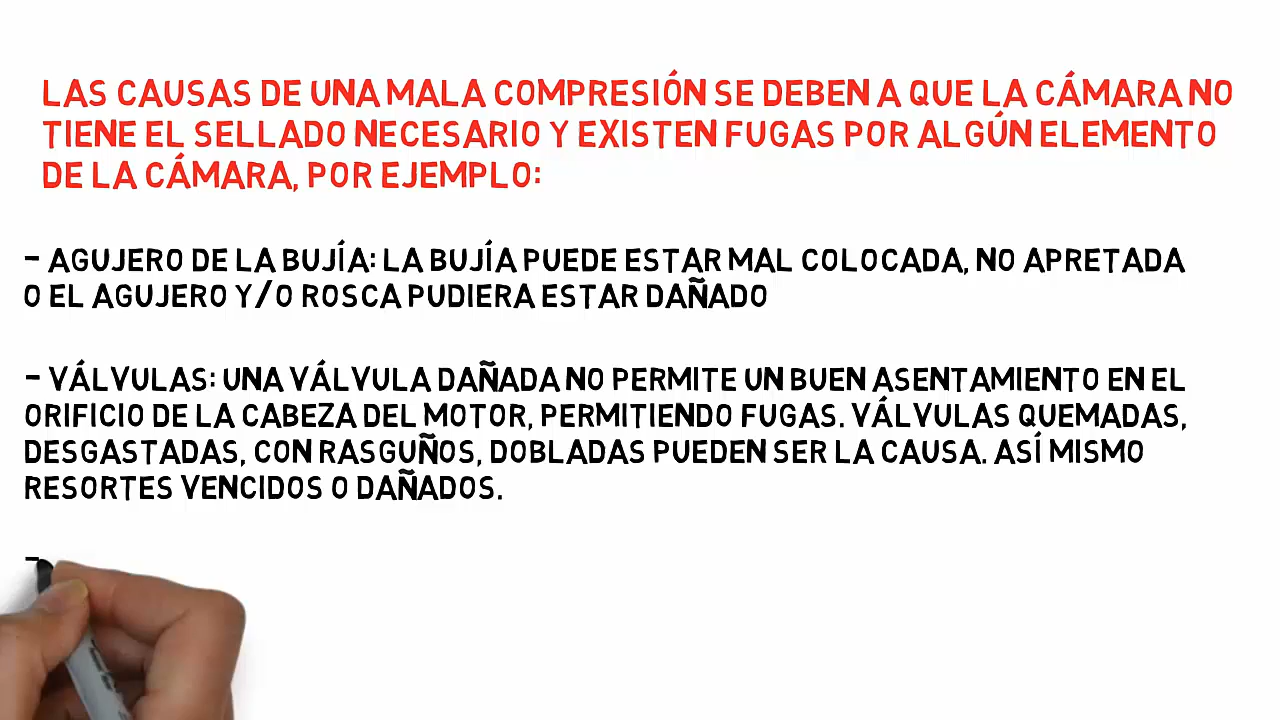 LAS CAUSAS DE UNA MALA COMPRESIÓN SE DEBEN A QUE LA CÁMARA NO
TIENE EL SELLADO NECESARIO Y EXISTEN FUGAS POR ALGÚN ELEMENTO
DE LA CÁMARA, POR EJEMPLO:
- AGUJERO DE LA BUJÍA: LA BUJÍA PUEDE ESTAR MAL COLOCADA, NO APRETADA
O EL AGUJERO Y/O ROSCA PUDIERA ESTAR DAÑADO
- VÁLVULAS: UNA VÁLVULA DAÑADA NO PERMITE UN BUEN ASENTAMIENTO EN EL
ORIFICIO DE LA CABEZA DEL MOTOR, PERMITIENDO FUGAS. VÁLVULAS QUEMADAS,
DESGASTADAS, CON RASGUÑOS, DOBLADAS PUEDEN SER LA CAUSA. ASÍ MISMO
RESORTES VENCIDOS O DAÑADOS.
-